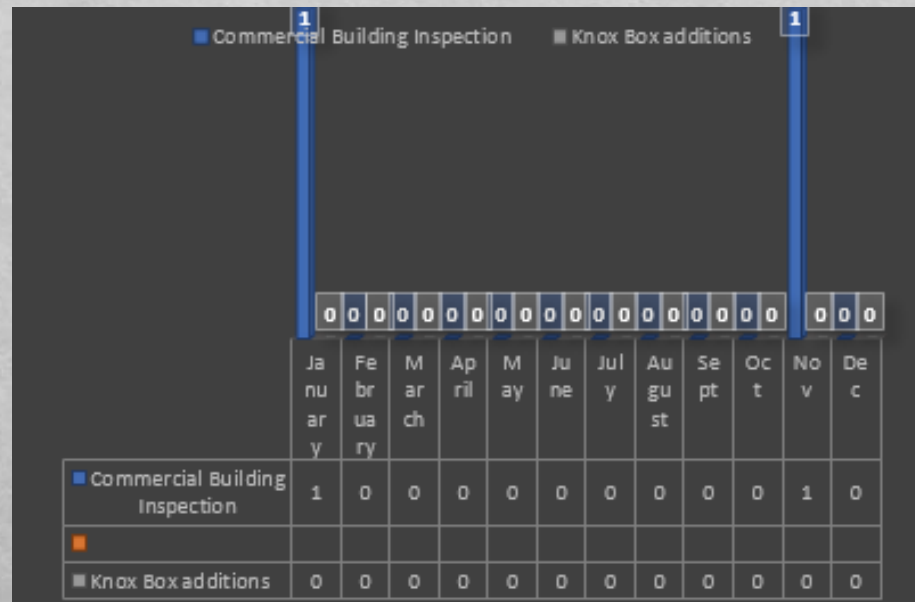 1 1
Commercial Building Inspection Knox Box additions
0 0 0 0 0 0 0 0 0 0 0 0 0 0 0 0 0 0 0 0 0 0
Ja Fe M Ap M Ju Jul Au Se Oc No De
nu br ar ril ay ne y gu pt t v c
ar ua ch st
y ry
Commercial Building
Inspection 1 0 0 0 0 0 0 0 0 0 1 0
Knox Box additions 0 0 0 0 0 0 0 0 0 0 0 0